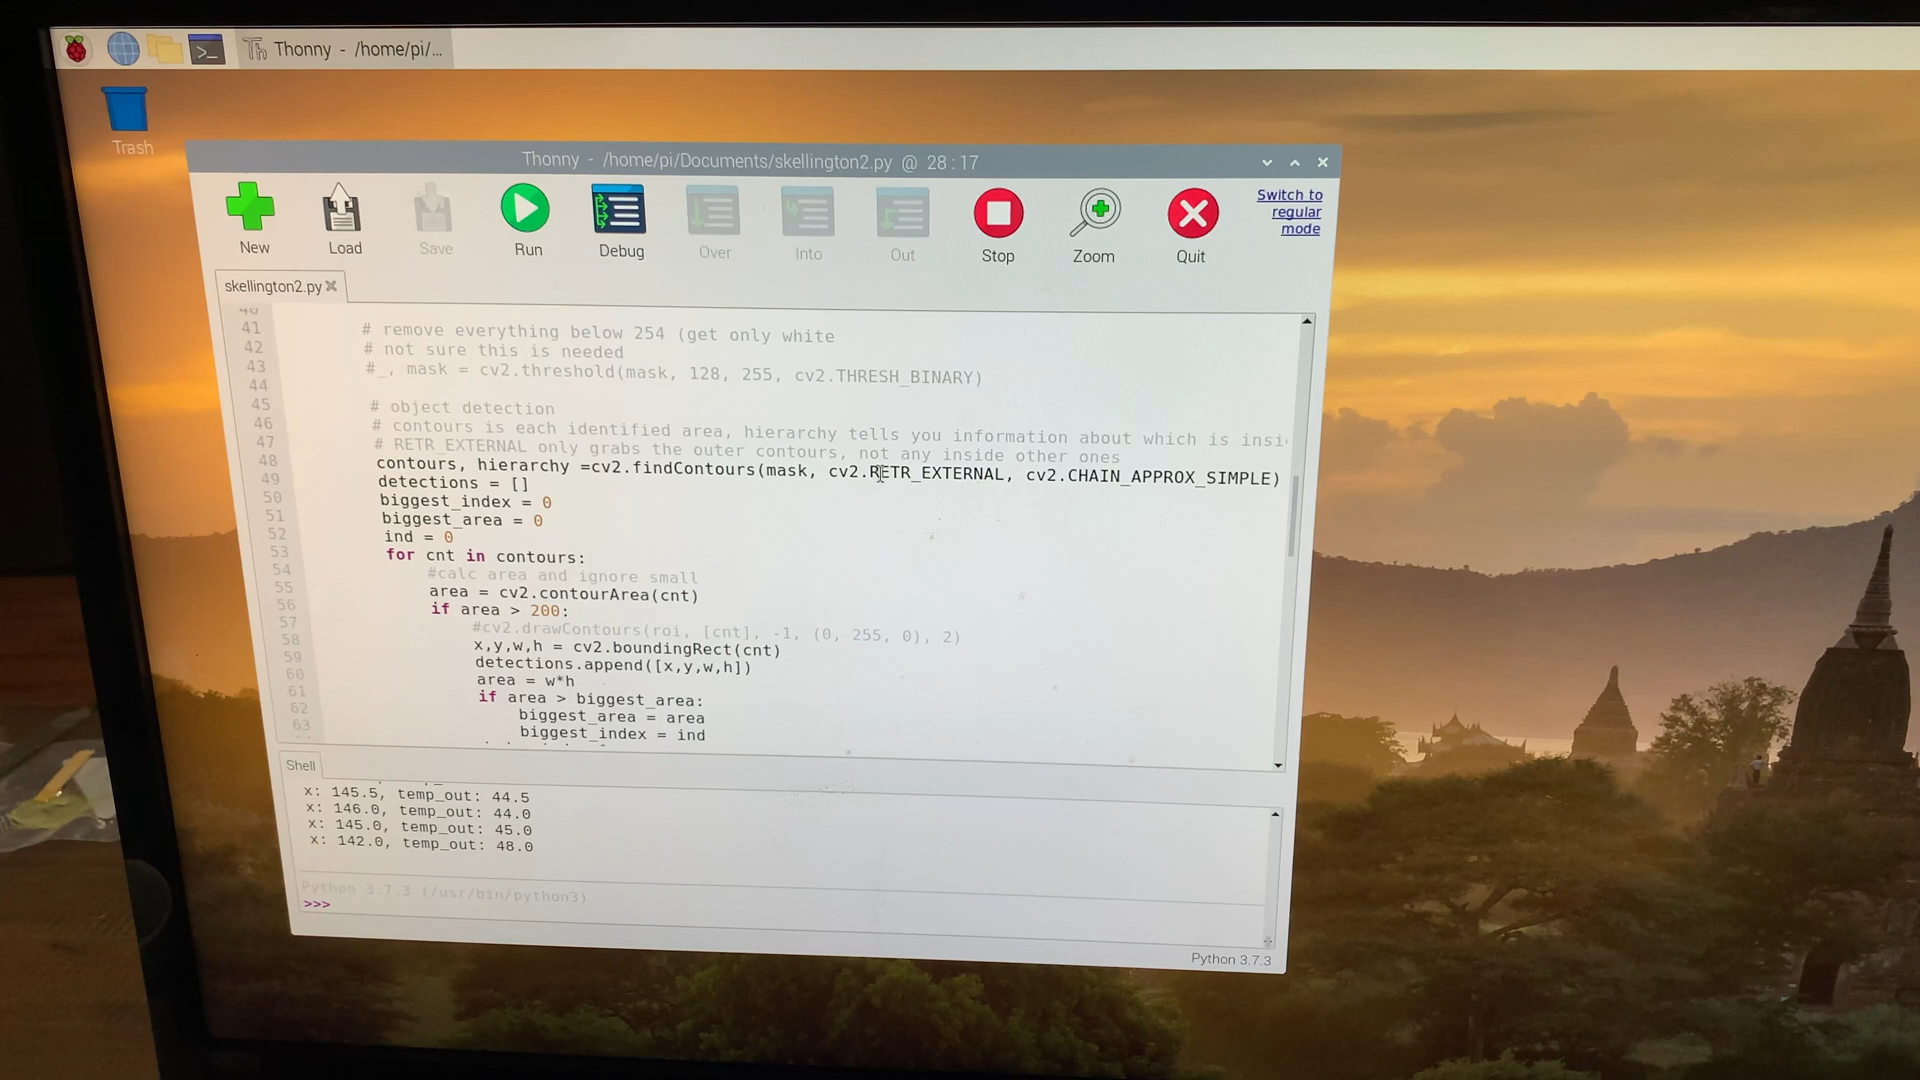 Thonny - /home/pi/...
Trash
Thonny - /home/pi/Documents/skellington2.py @ 28:17
New
Load
Save
Run
Debug
Over
Into
Out
Stop
Zoom
Quit
Switch to
regular
mode
skellington2.py
40
41 # remove everything below 254 (get only white
42 # not sure this is needed
43 #_, mask = cv2.threshold(mask, 128, 255, cv2.THRESH_BINARY)
44
45 # object detection
46 # contours is each identified area, hierarchy tells you information about which is insi
47 # RETR_EXTERNAL only grabs the outer contours, not any inside other ones
48 contours, hierarchy =cv2.findContours(mask, cv2.RETR_EXTERNAL, cv2.CHAIN_APPROX_SIMPLE)
49 detections = []
50 biggest_index = 0
51 biggest_area = 0
52 ind = 0
53 for cnt in contours:
54 #calc area and ignore small
55 area = cv2.contourArea(cnt)
56 if area > 200:
57 #cv2.drawContours(roi, [cnt], -1, (0, 255, 0), 2)
58 x,y,w,h = cv2.boundingRect(cnt)
59 detections.append([x,y,w,h])
60 area = w*h
61 if area > biggest_area:
62 biggest_area = area
63 biggest_index = ind
Shell
x: 145.5, temp_out: 44.5
x: 146.0, temp_out: 44.0
x: 145.0, temp_out: 45.0
x: 142.0, temp_out: 48.0
Python 3.7.3 (/usr/bin/python3)
>>>
Python 3.7.3